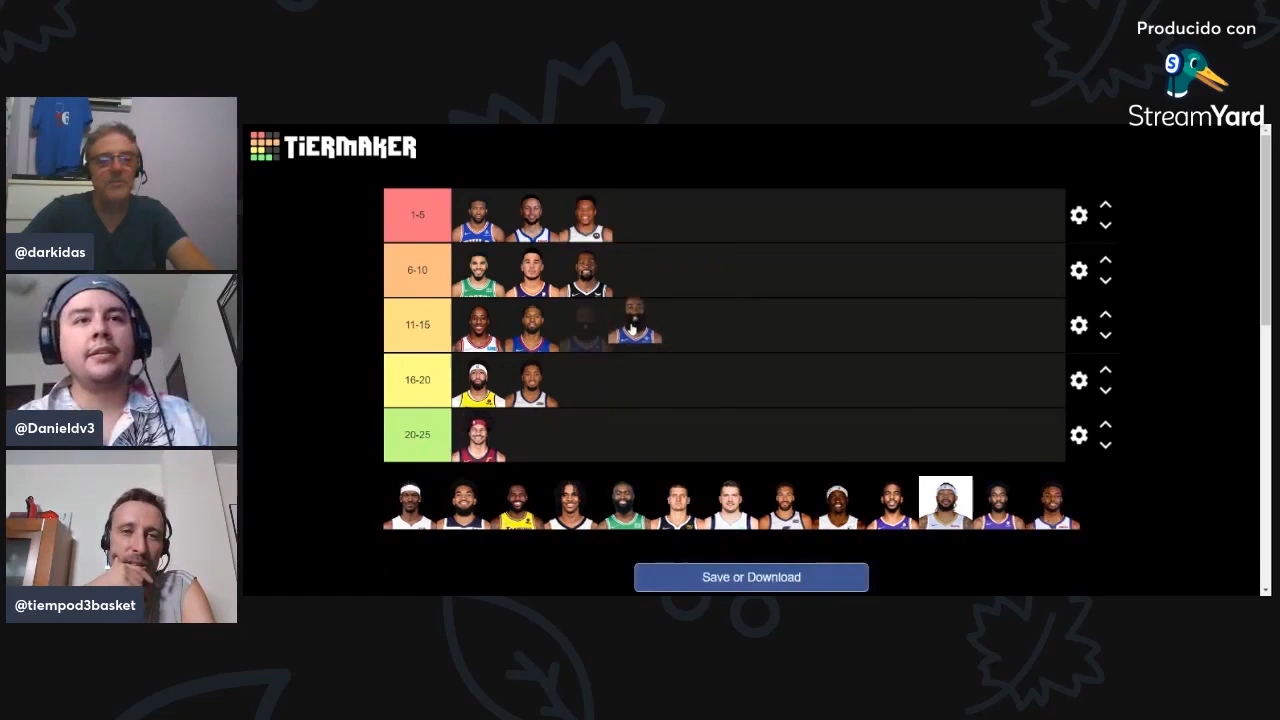 Producido con
StreamYard
TiERMAKER
@darkidas
@Danieldv3
@tiempod3basket
1-5
6-10
11-15
16-20
20-25
Save or Download